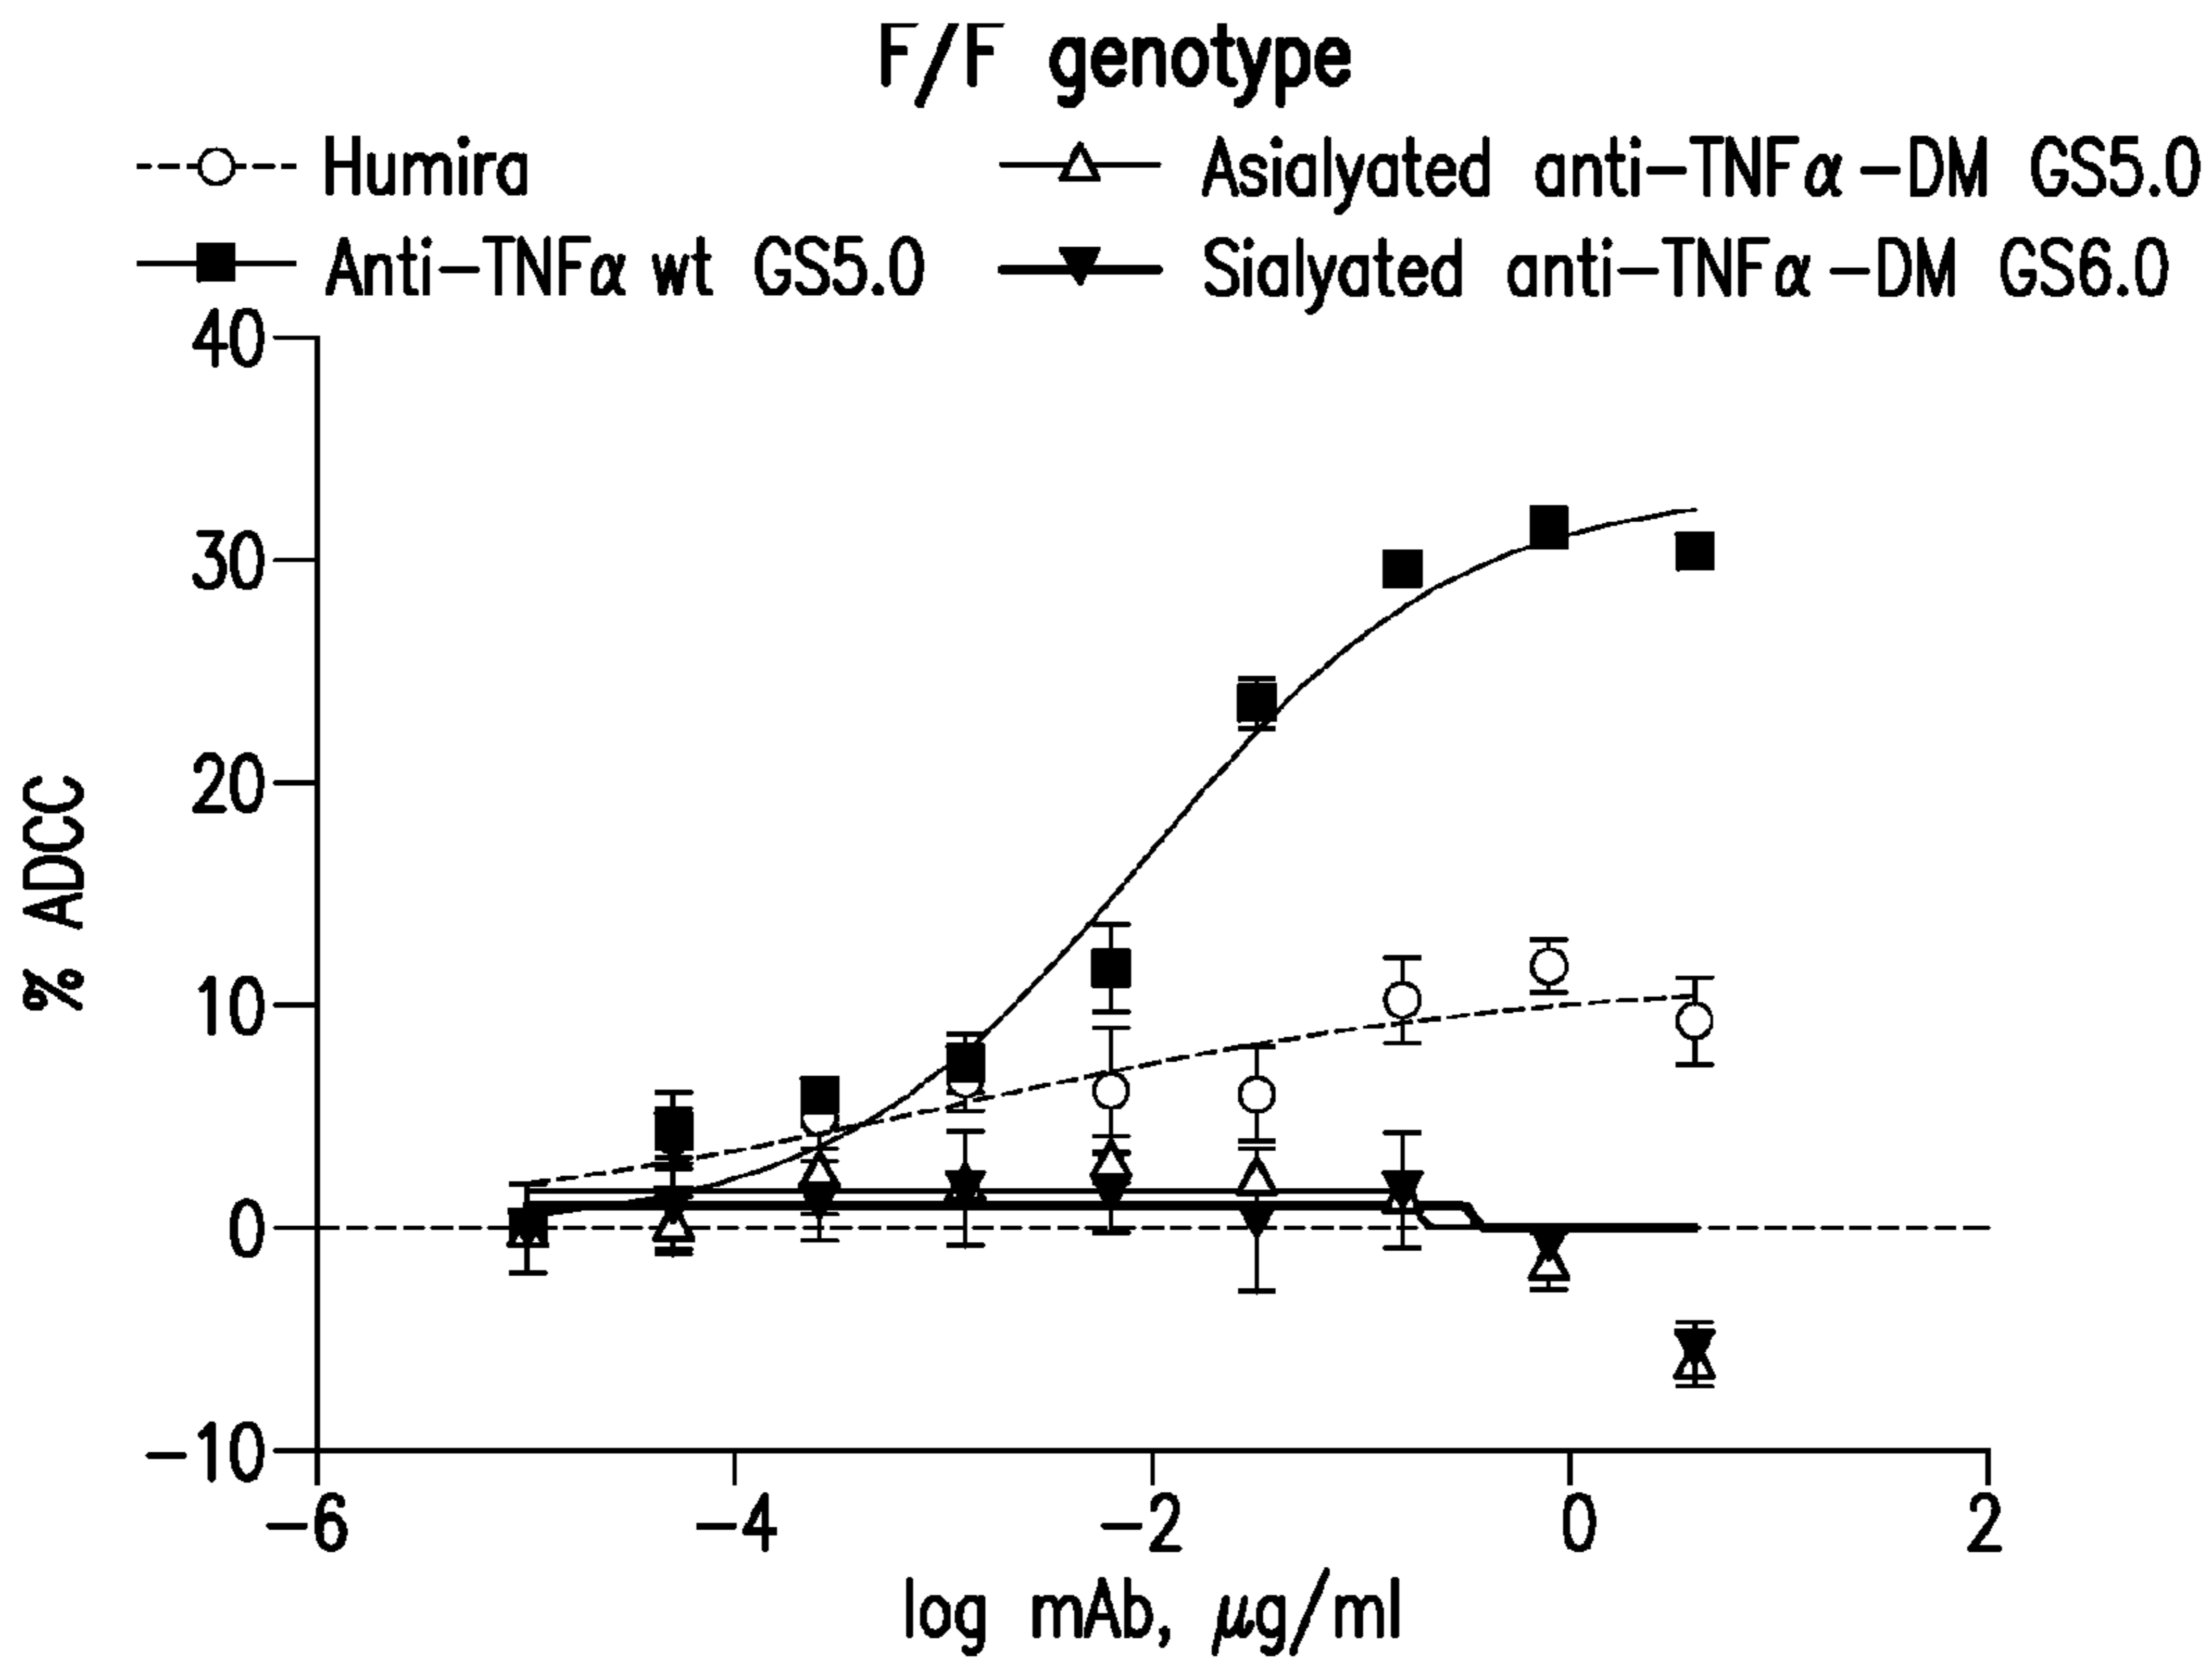 F/F genotype
Humira
Asialyated anti-TNFα-DM GS5.0
Anti-TNFα wt GS5.0
Sialyated anti-TNFα-DM GS6.0
40
30
20
10
0
-10
% ADCC
-6
-4
-2
0
2
log mAb, μg/ml